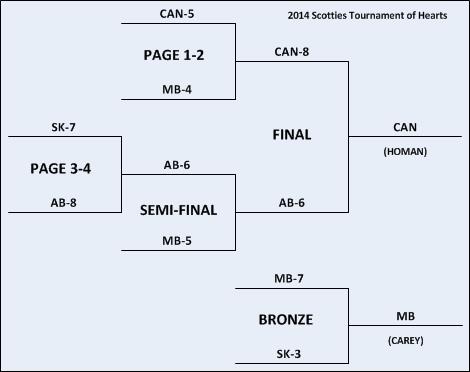 CAN-5
2014 Scotties Tournament of Hearts
PAGE 1-2
CAN-8
MB-4
SK-7
FINAL
CAN
(HOMAN)
PAGE 3-4
AB-6
AB-8
SEMI-FINAL
AB-6
MB-5
MB-7
BRONZE
MB
(CAREY)
SK-3